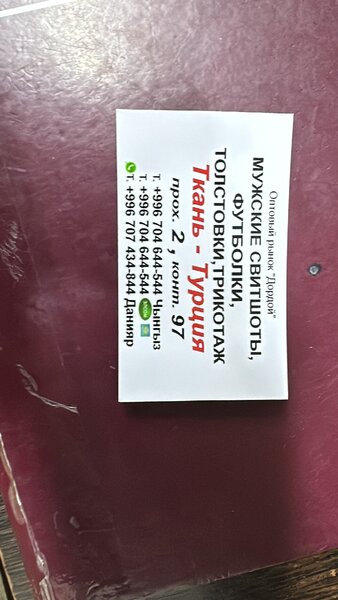 Оптовый рынок "Дордой"
МУЖСКИЕ СВИТШОТЫ,
ФУТБОЛКИ,
ТОЛСТОВКИ,ТРИКОТАЖ
Ткань - Турция
прох. 2 , конт. 97
т. +996 704 644-544 Чынгыз
т. +996 704 644-544
т. +996 707 434-844 Данияр